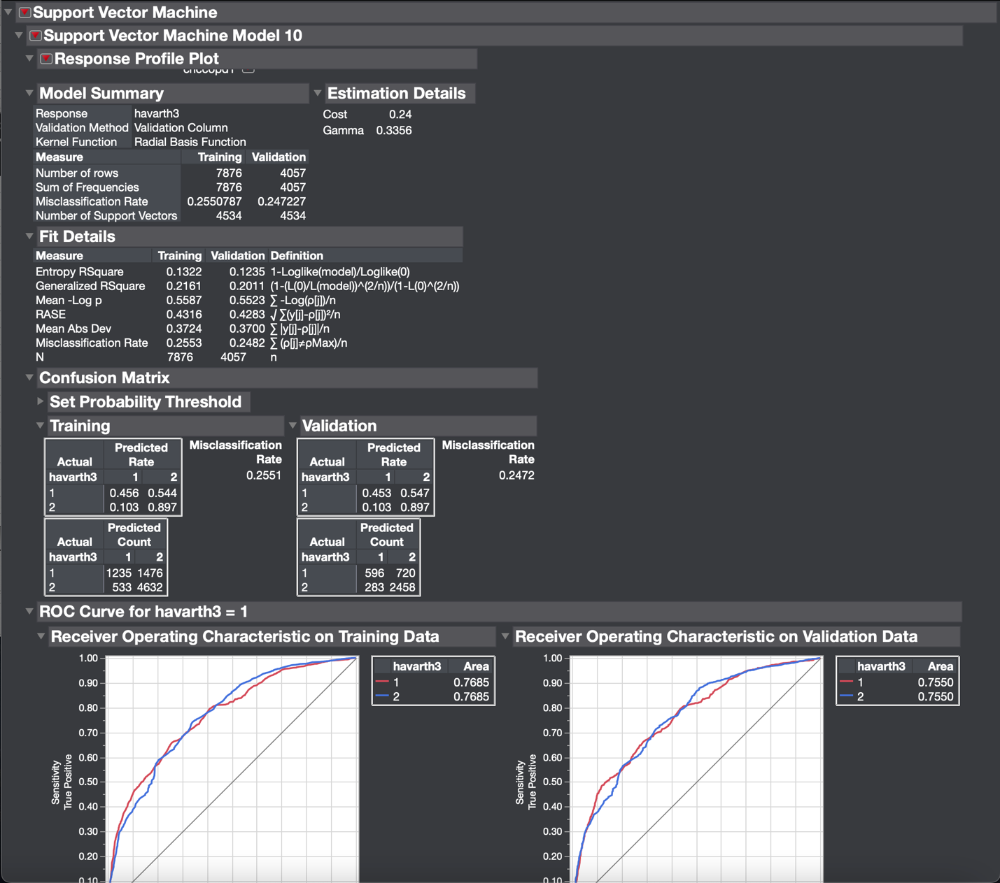 Support Vector Machine
Support Vector Machine Model 10
Response Profile Plot
Model Summary
Response havarth3
Validation Method Validation Column
Kernel Function Radial Basis Function
Measure Training Validation
Number of rows 7876 4057
Sum of Frequencies 7876 4057
Misclassification Rate 0.2550787 0.247227
Number of Support Vectors 4534 4534
Estimation Details
Cost 0.24
Gamma 0.3356
Fit Details
Measure Training Validation Definition
Entropy RSquare 0.1322 0.1235 1-Loglike(model)/Loglike(0)
Generalized RSquare 0.2161 0.2011 (1-(L(0)/L(model))^(2/n))/(1-L(0)^(2/n))
Mean -Log p 0.5587 0.5523 ∑ -Log(ρ[j])/n
RASE 0.4316 0.4283 √ ∑(y[j]-ρ[j])²/n
Mean Abs Dev 0.3724 0.3700 ∑ |y[j]-ρ[j]|/n
Misclassification Rate 0.2553 0.2482 ∑ (ρ[j]≠ρMax)/n
N 7876 4057 n
Confusion Matrix
Set Probability Threshold
Training
Predicted
Actual Rate
havarth3 1 2
1 0.456 0.544
2 0.103 0.897
Misclassification
Rate
0.2551
Predicted
Actual Count
havarth3 1 2
1 1235 1476
2 533 4632
Validation
Predicted
Actual Rate
havarth3 1 2
1 0.453 0.547
2 0.103 0.897
Misclassification
Rate
0.2472
Predicted
Actual Count
havarth3 1 2
1 596 720
2 283 2458
ROC Curve for havarth3 = 1
Receiver Operating Characteristic on Training Data
1.00
0.90
0.80
0.70
0.60
0.50
0.40
0.30
0.20
0.10
Sensitivity
True Positive
havarth3 Area
1 0.7685
2 0.7685
Receiver Operating Characteristic on Validation Data
1.00
0.90
0.80
0.70
0.60
0.50
0.40
0.30
0.20
0.10
Sensitivity
True Positive
havarth3 Area
1 0.7550
2 0.7550